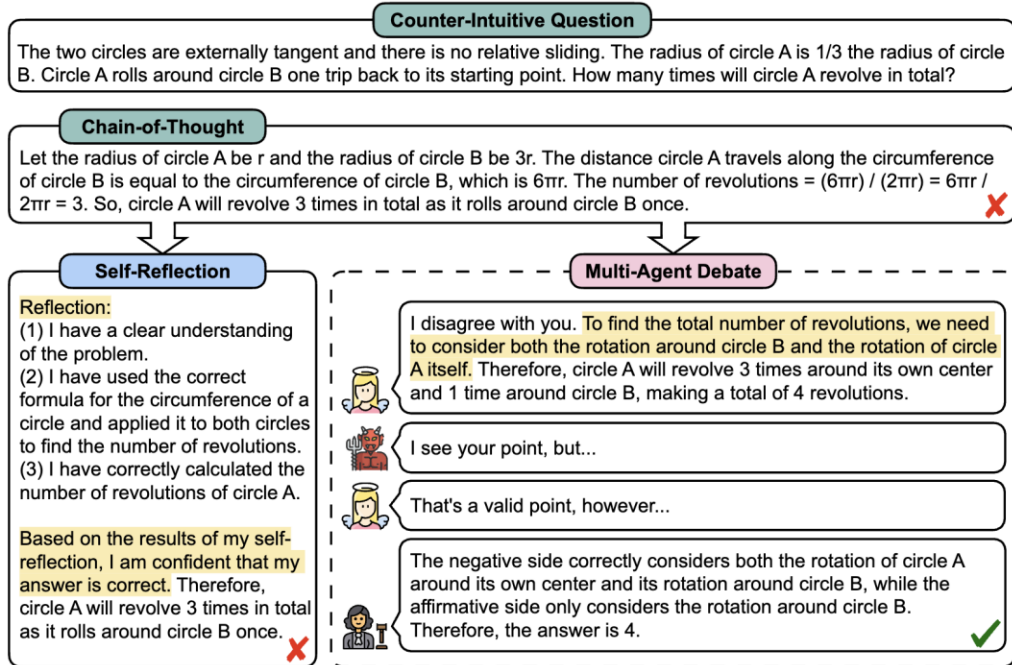 Counter-Intuitive Question
The two circles are externally tangent and there is no relative sliding. The radius of circle A is 1/3 the radius of circle
B. Circle A rolls around circle B one trip back to its starting point. How many times will circle A revolve in total?
Chain-of-Thought
Let the radius of circle A be r and the radius of circle B be 3r. The distance circle A travels along the circumference
of circle B is equal to the circumference of circle B, which is 6πr. The number of revolutions = (6πr) / (2πr) = 6πr /
2πr = 3. So, circle A will revolve 3 times in total as it rolls around circle B once.
Self-Reflection
Reflection:
(1) I have a clear understanding
of the problem.
(2) I have used the correct
formula for the circumference of a
circle and applied it to both circles
to find the number of revolutions.
(3) I have correctly calculated the
number of revolutions of circle A.
Based on the results of my self-
reflection, I am confident that my
answer is correct. Therefore,
circle A will revolve 3 times in total
as it rolls around circle B once.
Multi-Agent Debate
I disagree with you. To find the total number of revolutions, we need
to consider both the rotation around circle B and the rotation of circle
A itself. Therefore, circle A will revolve 3 times around its own center
and 1 time around circle B, making a total of 4 revolutions.
I see your point, but...
That's a valid point, however...
The negative side correctly considers both the rotation of circle A
around its own center and its rotation around circle B, while the
affirmative side only considers the rotation around circle B.
Therefore, the answer is 4.